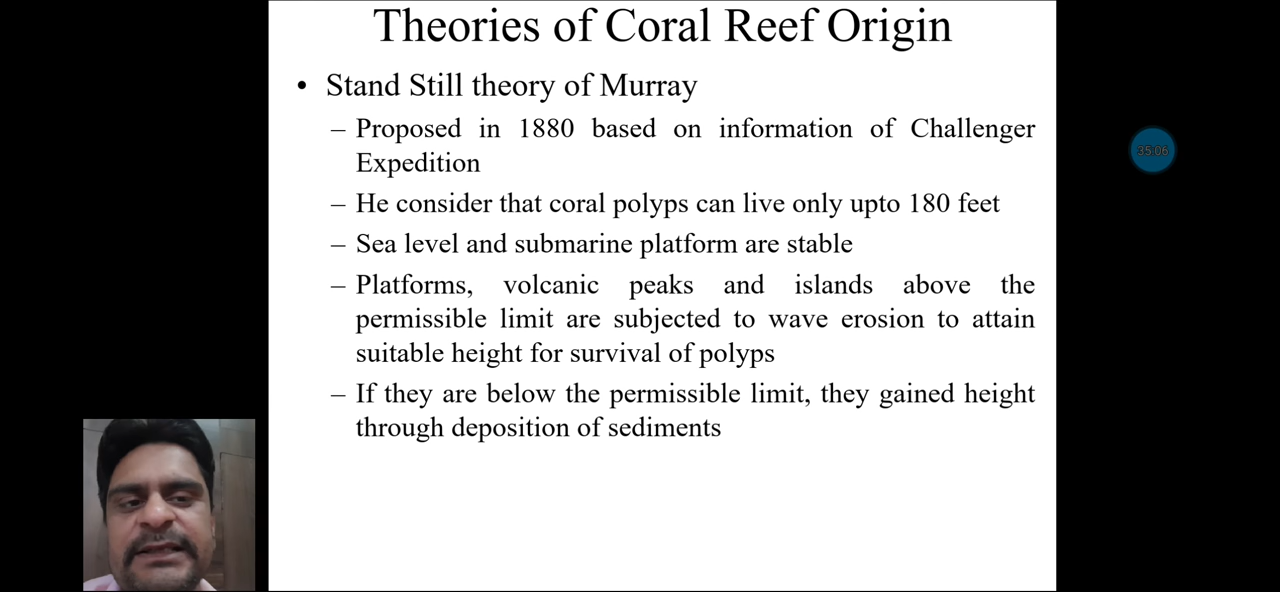 Theories of Coral Reef Origin
• Stand Still theory of Murray
– Proposed in 1880 based on information of Challenger
Expedition
– He consider that coral polyps can live only upto 180 feet
– Sea level and submarine platform are stable
– Platforms, volcanic peaks and islands above the
permissible limit are subjected to wave erosion to attain
suitable height for survival of polyps
– If they are below the permissible limit, they gained height
through deposition of sediments
35:06